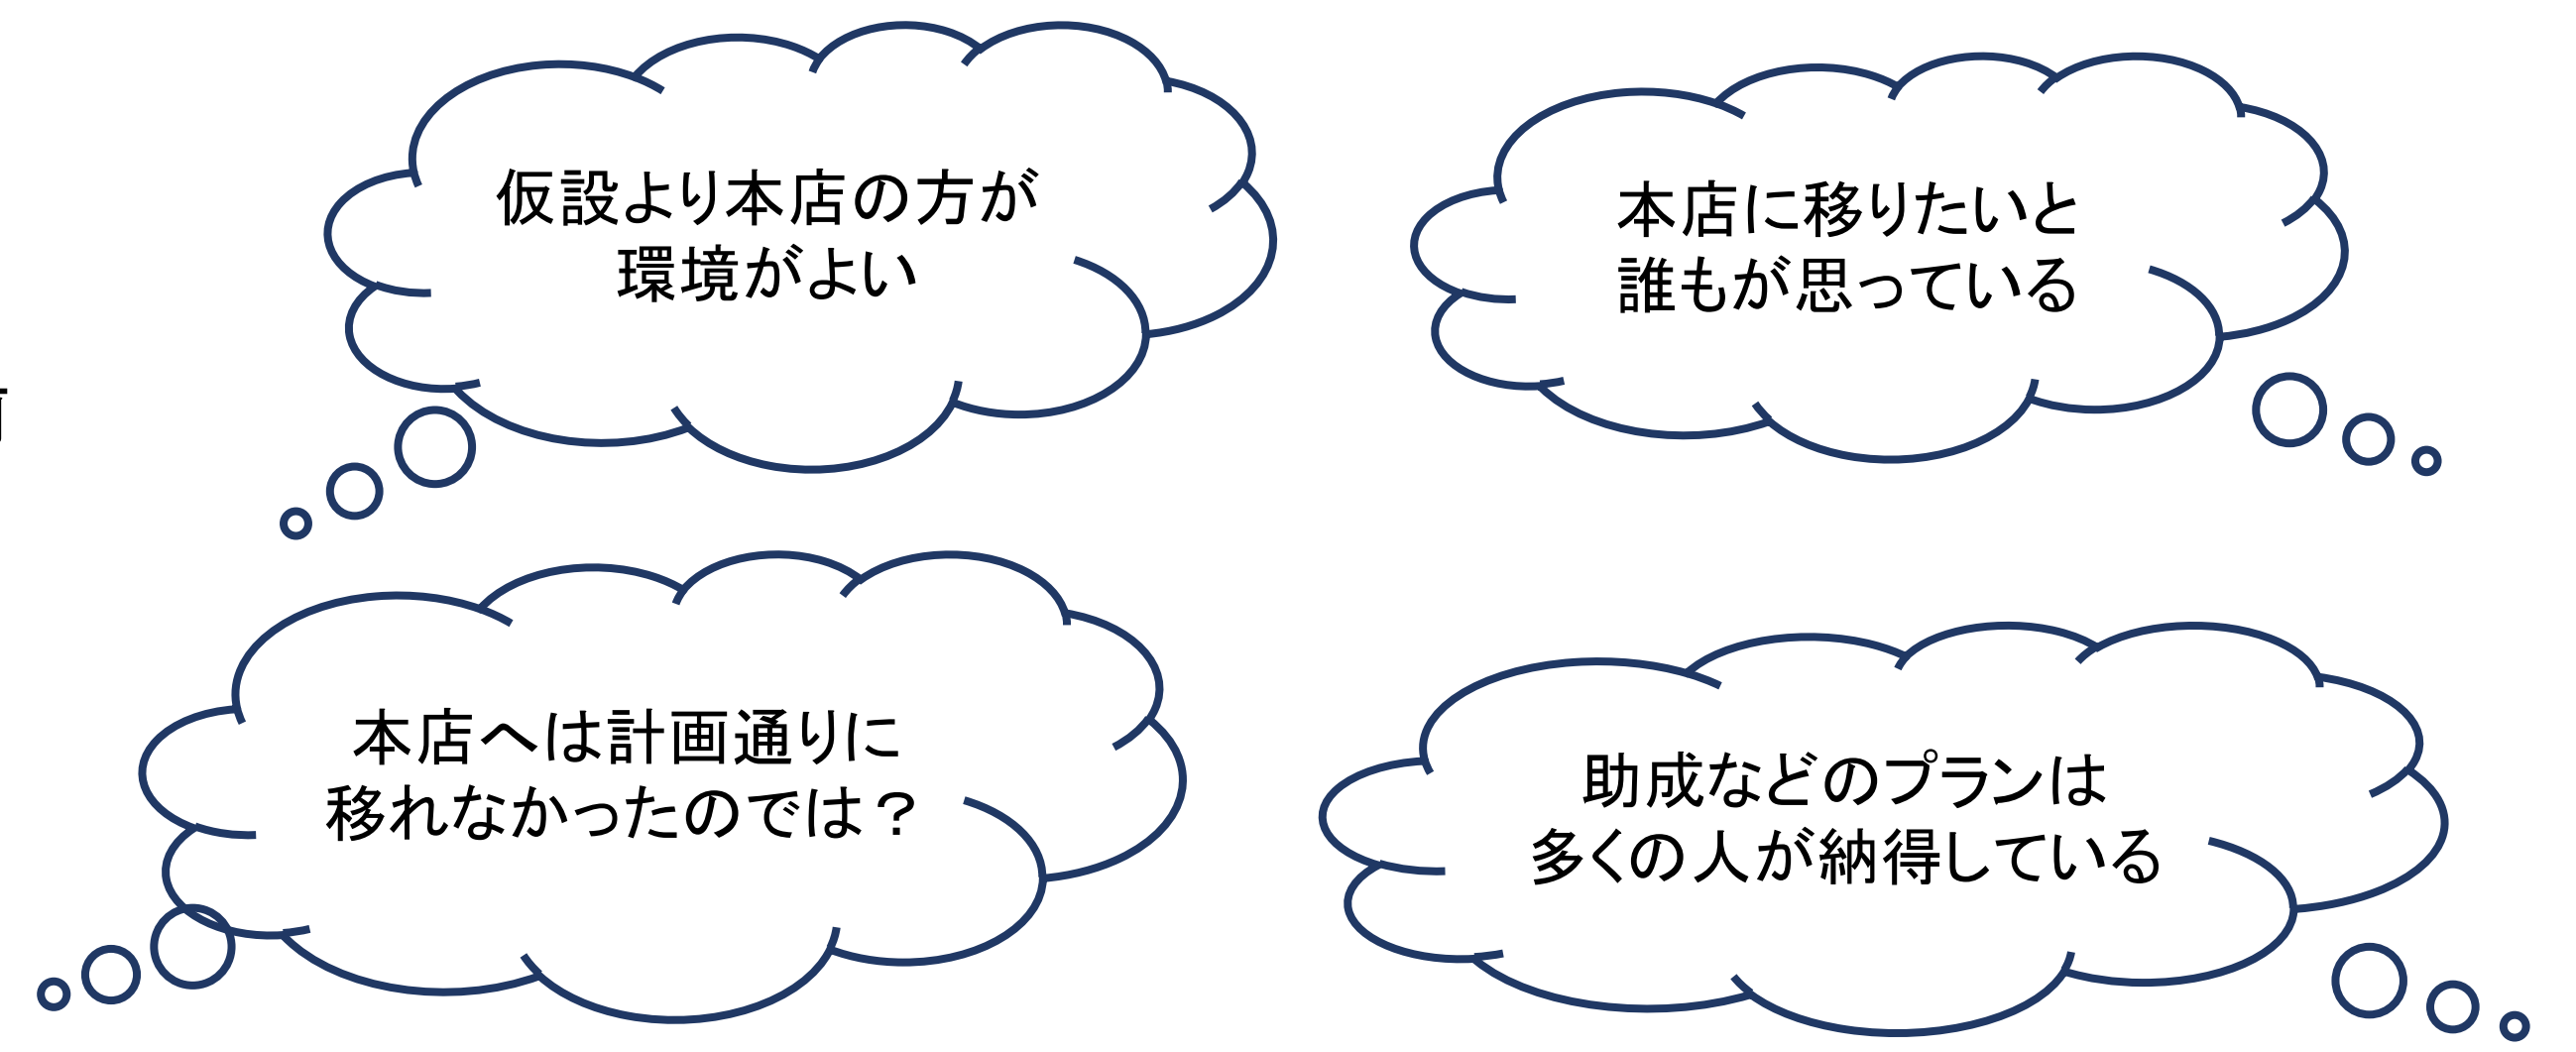 仮設より本店の方が
環境がよい
本店に移りたいと
誰もが思っている
本店へは計画通りに
移れなかったのでは？
助成などのプランは
多くの人が納得している